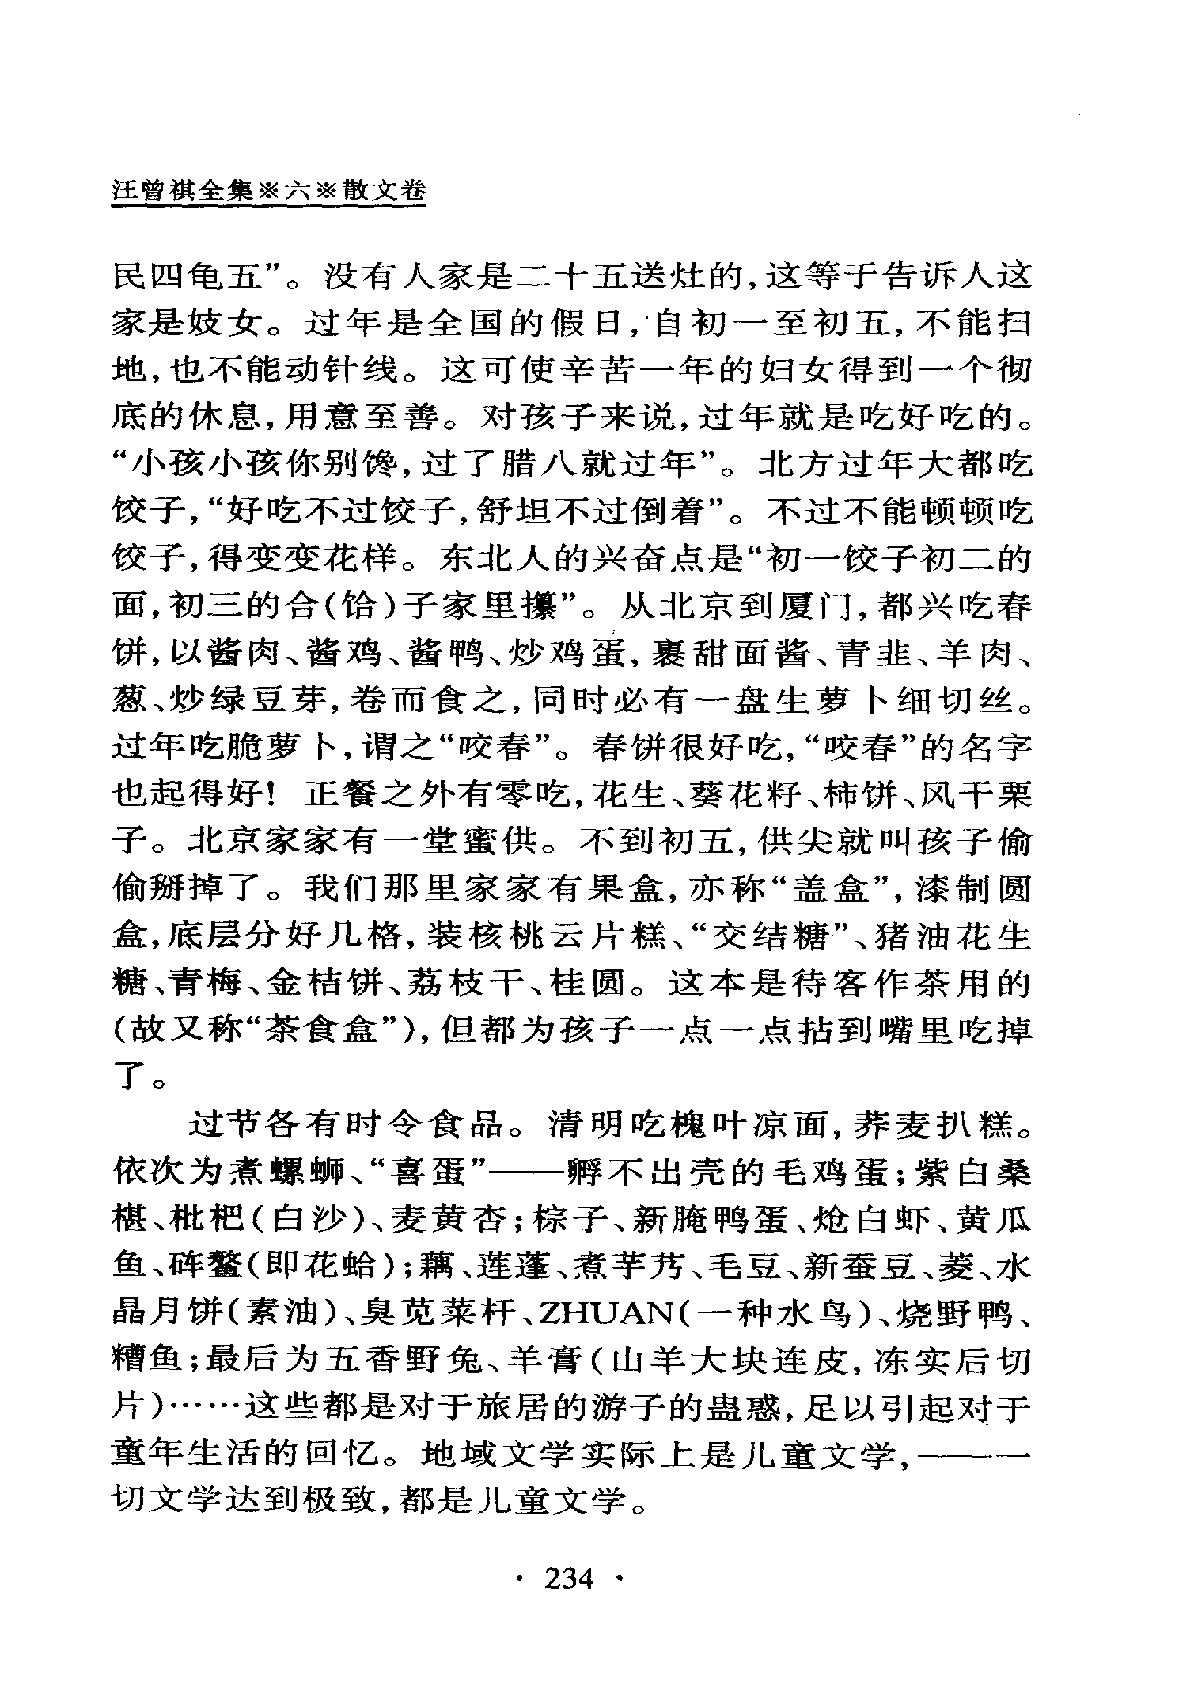 汪曾祺全集※六※散文卷
民四龟五”。没有人家是二十五送灶的,这等于告诉人这
家是妓女。过年是全国的假日,自初一至初五,不能扫
地,也不能动针线。这可使辛苦一年的妇女得到一个彻
底的休息,用意至善。对孩子来说,过年就是吃好吃的。
“小孩小孩你别馋,过了腊八就过年”。北方过年大都吃
饺子,“好吃不过饺子,舒坦不过倒着”。不过不能顿顿吃
饺子,得变变花样。东北人的兴奋点是“初一饺子初二的
面,初三的合(饸)子家里攥”。从北京到厦门,都兴吃春
饼,以酱肉、酱鸡、酱鸭、炒鸡蛋,裹甜面酱、青韭、羊肉、
葱、炒绿豆芽,卷而食之,同时必有一盘生萝卜细切丝。
过年吃脆萝卜,谓之“咬春”。春饼很好吃,“咬春”的名字
也起得好! 正餐之外有零吃,花生、葵花籽、柿饼、风干栗
子。北京家家有一堂蜜供。不到初五,供尖就叫孩子偷
偷掰掉了。我们那里家家有果盒,亦称“盖盒”,漆制圆
盒,底层分好几格,装核桃云片糕、“交结糖”、猪油花生
糖、青梅、金桔饼、荔枝干、桂圆。这本是待客作茶用的
(故又称“茶食盒”),但都为孩子一点一点拈到嘴里吃掉
了。
过节各有时令食品。清明吃槐叶凉面,荞麦扒糕。
依次为煮螺蛳、“喜蛋”——孵不出壳的毛鸡蛋;紫白桑
椹、枇杷(白沙)、麦黄杏;棕子、新腌鸭蛋、炝白虾、黄瓜
鱼、砗鳌(即花蛤);藕、莲蓬、煮芋艿、毛豆、新蚕豆、菱、水
晶月饼(素油)、臭苋菜杆、ZHUAN(一种水鸟)、烧野鸭、
糟鱼;最后为五香野兔、羊膏(山羊大块连皮,冻实后切
片)……这些都是对于旅居的游子的蛊惑,足以引起对于
童年生活的回忆。地域文学实际上是儿童文学,——一
切文学达到极致,都是儿童文学。
· 234 ·